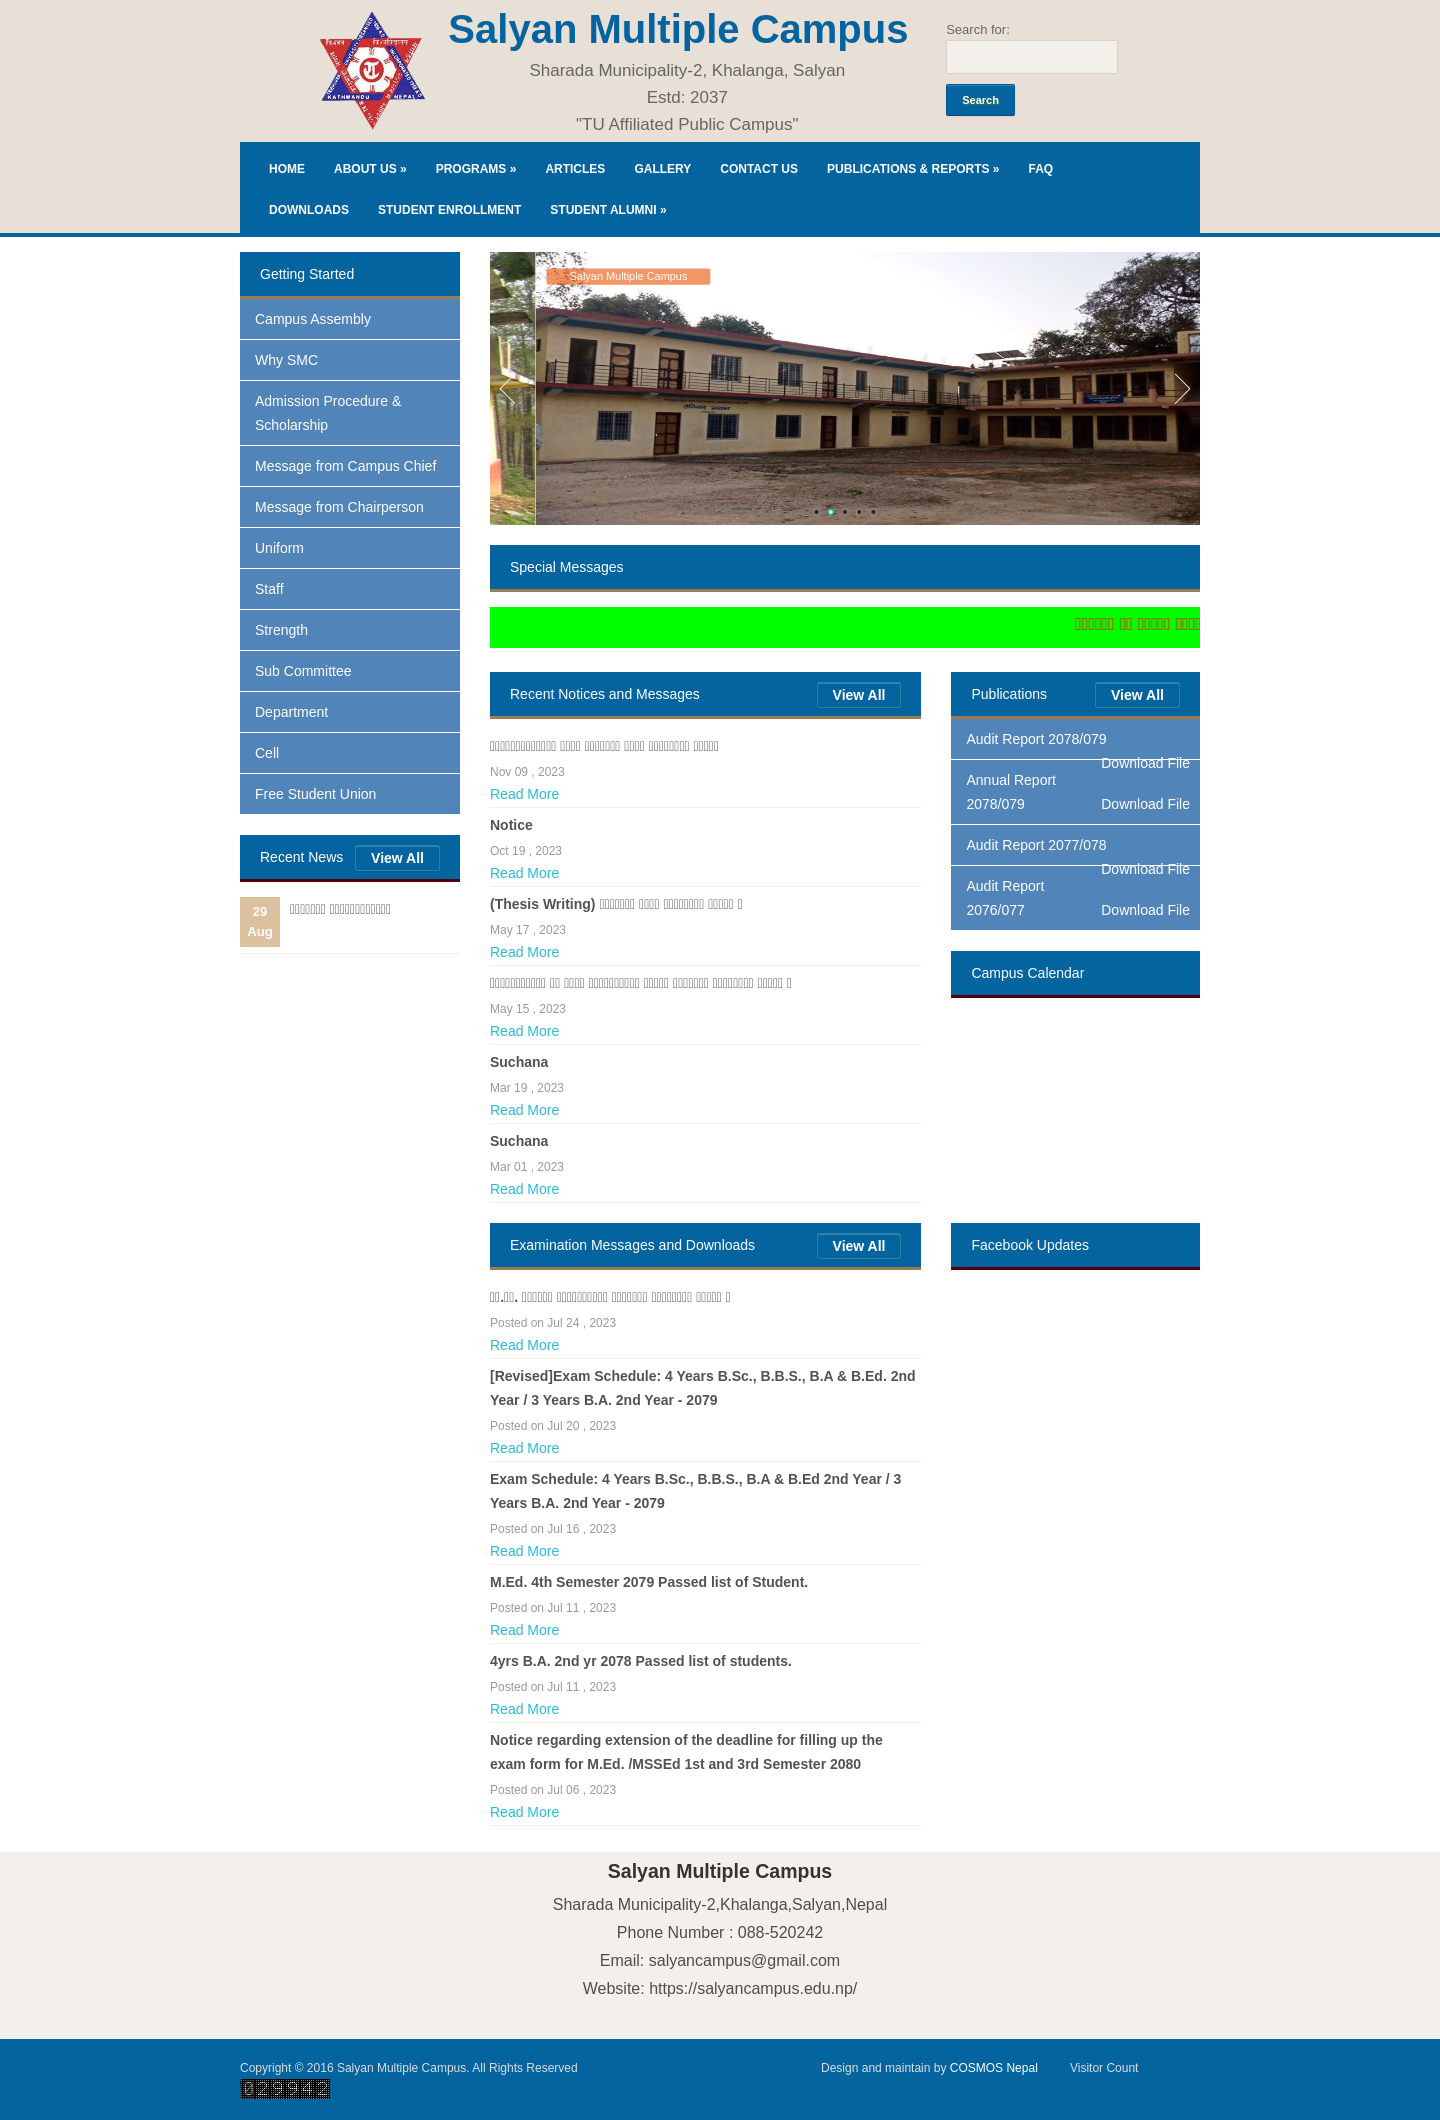 Salyan Multiple Campus
Sharada Municipality-2, Khalanga, Salyan
Estd: 2037
"TU Affiliated Public Campus"
Search for:
Search
HOME ABOUT US » PROGRAMS » ARTICLES GALLERY CONTACT US PUBLICATIONS & REPORTS » FAQ
DOWNLOADS STUDENT ENROLLMENT STUDENT ALUMNI »
Getting Started
Campus Assembly
Why SMC
Admission Procedure &
Scholarship
Message from Campus Chief
Message from Chairperson
Uniform
Staff
Strength
Sub Committee
Department
Cell
Free Student Union
Recent News View All
29
Aug
Salyan Multiple Campus
Special Messages
Recent Notices and Messages View All
Nov 09 , 2023
Read More
Notice
Oct 19 , 2023
Read More
(Thesis Writing)
May 17 , 2023
Read More
May 15 , 2023
Read More
Suchana
Mar 19 , 2023
Read More
Suchana
Mar 01 , 2023
Read More
Publications View All
Audit Report 2078/079
Download File
Annual Report
2078/079 Download File
Audit Report 2077/078
Download File
Audit Report
2076/077 Download File
Campus Calendar
Examination Messages and Downloads View All
Posted on Jul 24 , 2023
Read More
[Revised]Exam Schedule: 4 Years B.Sc., B.B.S., B.A & B.Ed. 2nd
Year / 3 Years B.A. 2nd Year - 2079
Posted on Jul 20 , 2023
Read More
Exam Schedule: 4 Years B.Sc., B.B.S., B.A & B.Ed 2nd Year / 3
Years B.A. 2nd Year - 2079
Posted on Jul 16 , 2023
Read More
M.Ed. 4th Semester 2079 Passed list of Student.
Posted on Jul 11 , 2023
Read More
4yrs B.A. 2nd yr 2078 Passed list of students.
Posted on Jul 11 , 2023
Read More
Notice regarding extension of the deadline for filling up the
exam form for M.Ed. /MSSEd 1st and 3rd Semester 2080
Posted on Jul 06 , 2023
Read More
Facebook Updates
Salyan Multiple Campus
Sharada Municipality-2,Khalanga,Salyan,Nepal
Phone Number : 088-520242
Email: salyancampus@gmail.com
Website: https://salyancampus.edu.np/
Copyright © 2016 Salyan Multiple Campus. All Rights Reserved
Design and maintain by COSMOS Nepal
Visitor Count
029942